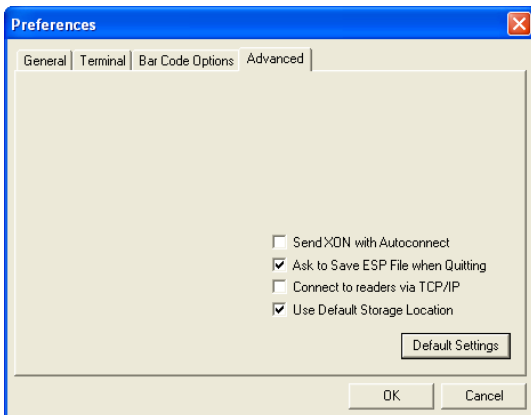 Preferences
General Terminal Bar Code Options Advanced
Send XON with Autoconnect
Ask to Save ESP File when Quitting
Connect to readers via TCP/IP
Use Default Storage Location
Default Settings
OK Cancel